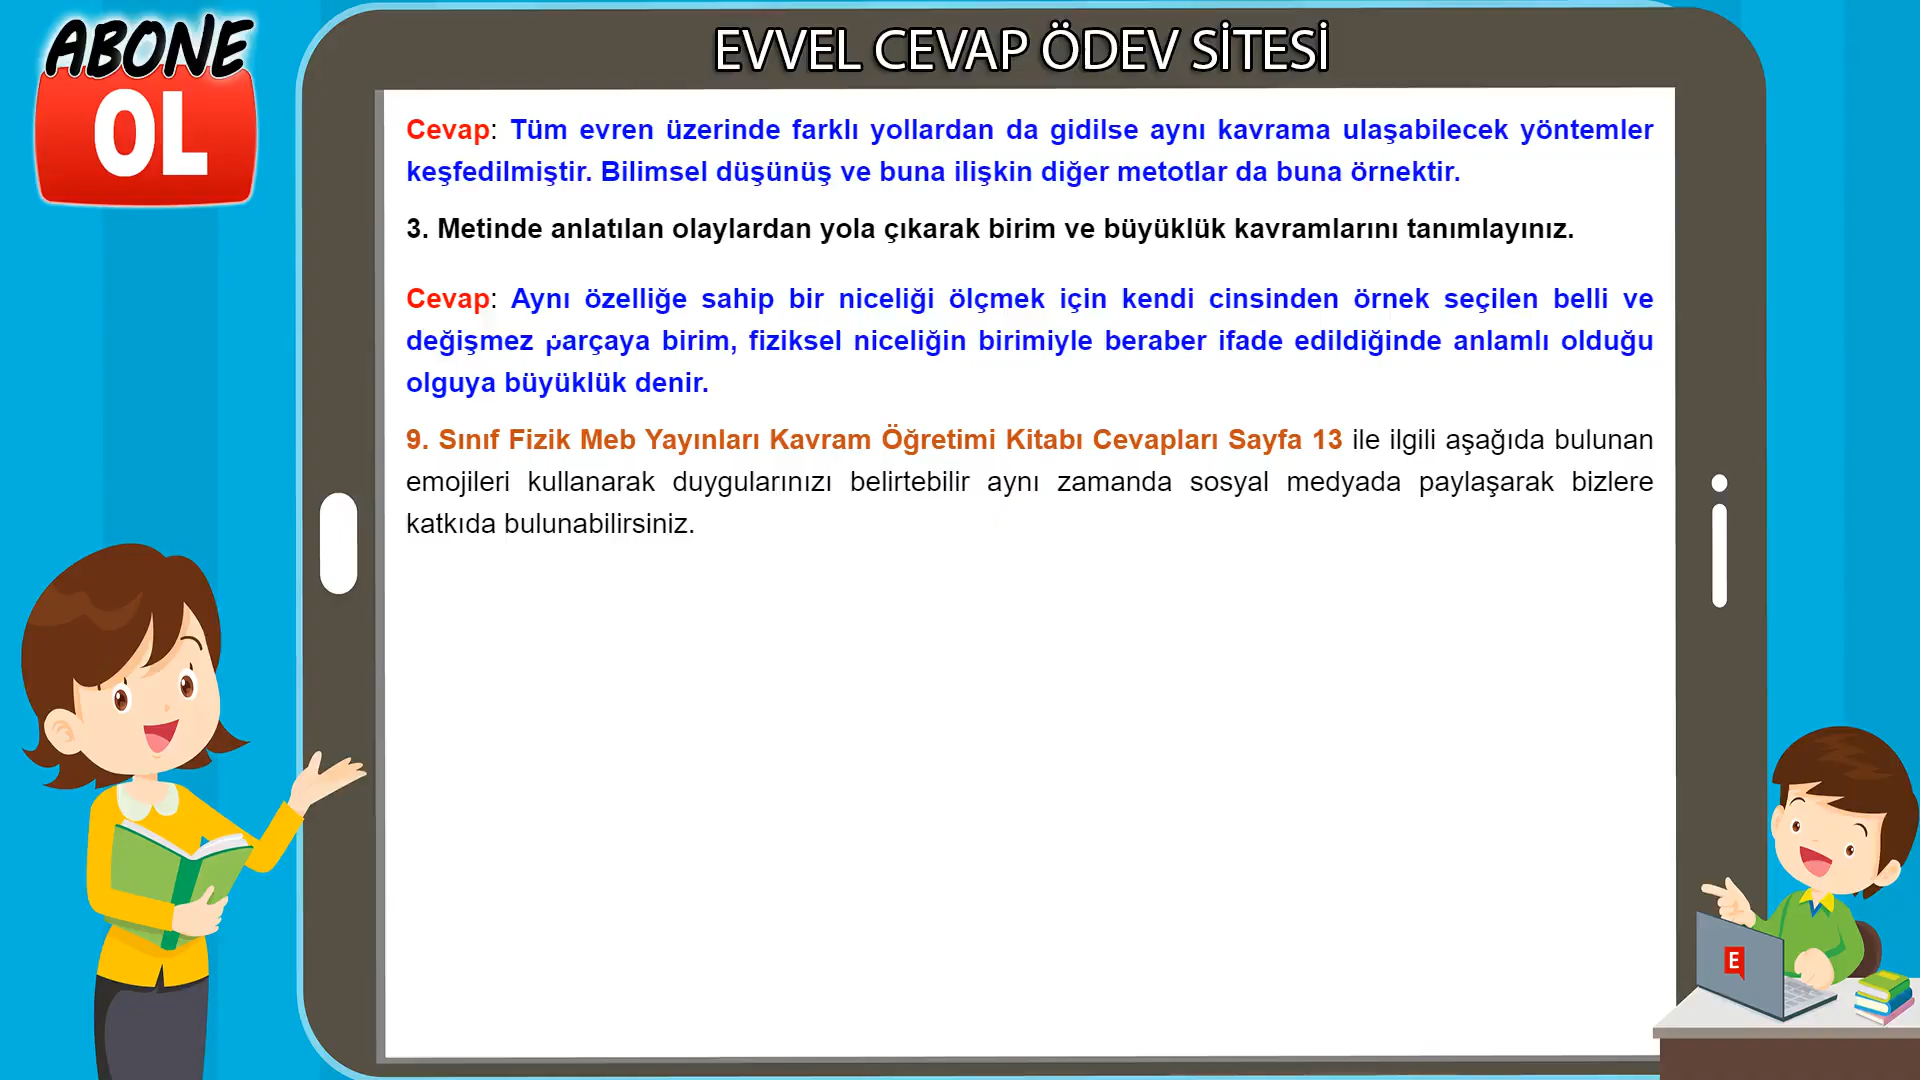 ABONE
OL
EVVEL CEVAP ÖDEV SİTESİ
Cevap: Tüm evren üzerinde farklı yollardan da gidilse aynı kavrama ulaşabilecek yöntemler
keşfedilmiştir. Bilimsel düşünüş ve buna ilişkin diğer metotlar da buna örnektir.
3. Metinde anlatılan olaylardan yola çıkarak birim ve büyüklük kavramlarını tanımlayınız.
Cevap: Aynı özelliğe sahip bir niceliği ölçmek için kendi cinsinden örnek seçilen belli ve
değişmez parçaya birim, fiziksel niceliğin birimiyle beraber ifade edildiğinde anlamlı olduğu
olguya büyüklük denir.
9. Sınıf Fizik Meb Yayınları Kavram Öğretimi Kitabı Cevapları Sayfa 13 ile ilgili aşağıda bulunan
emojileri kullanarak duygularınızı belirtebilir aynı zamanda sosyal medyada paylaşarak bizlere
katkıda bulunabilirsiniz.
E